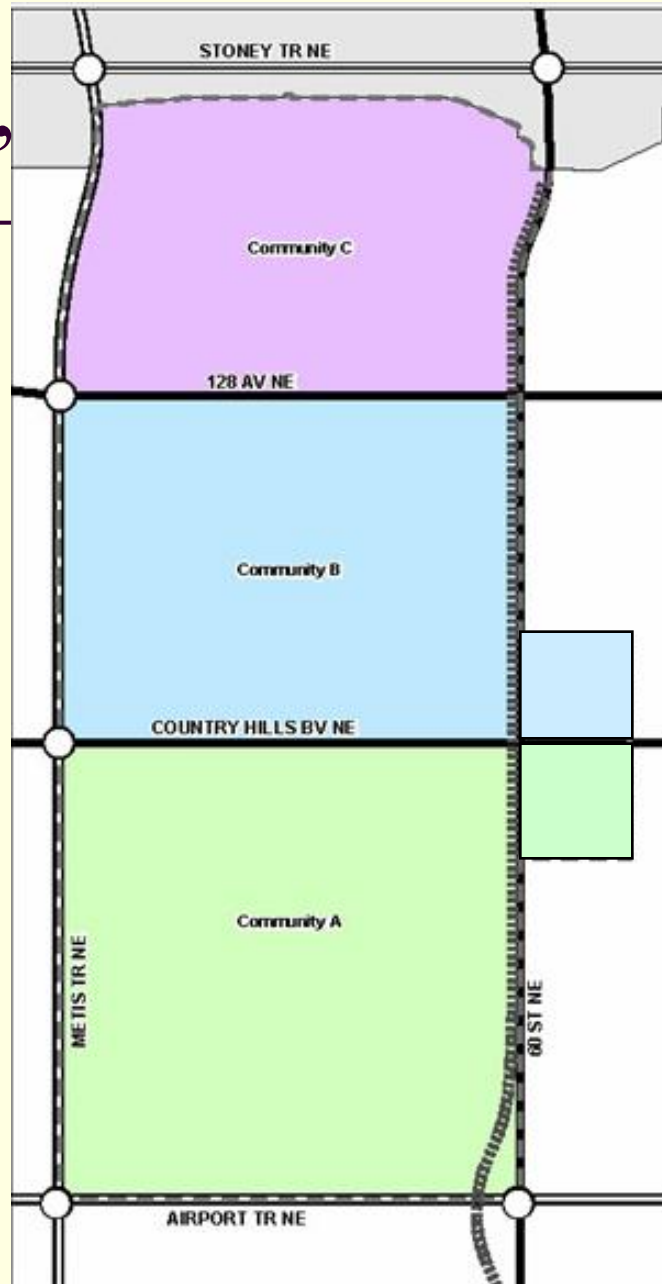 STONEY TR NE
Community C
128 AV NE
Community B
COUNTRY HILLS BV NE
Community A
METIS TR NE
60 ST NE
AIRPORT TR NE